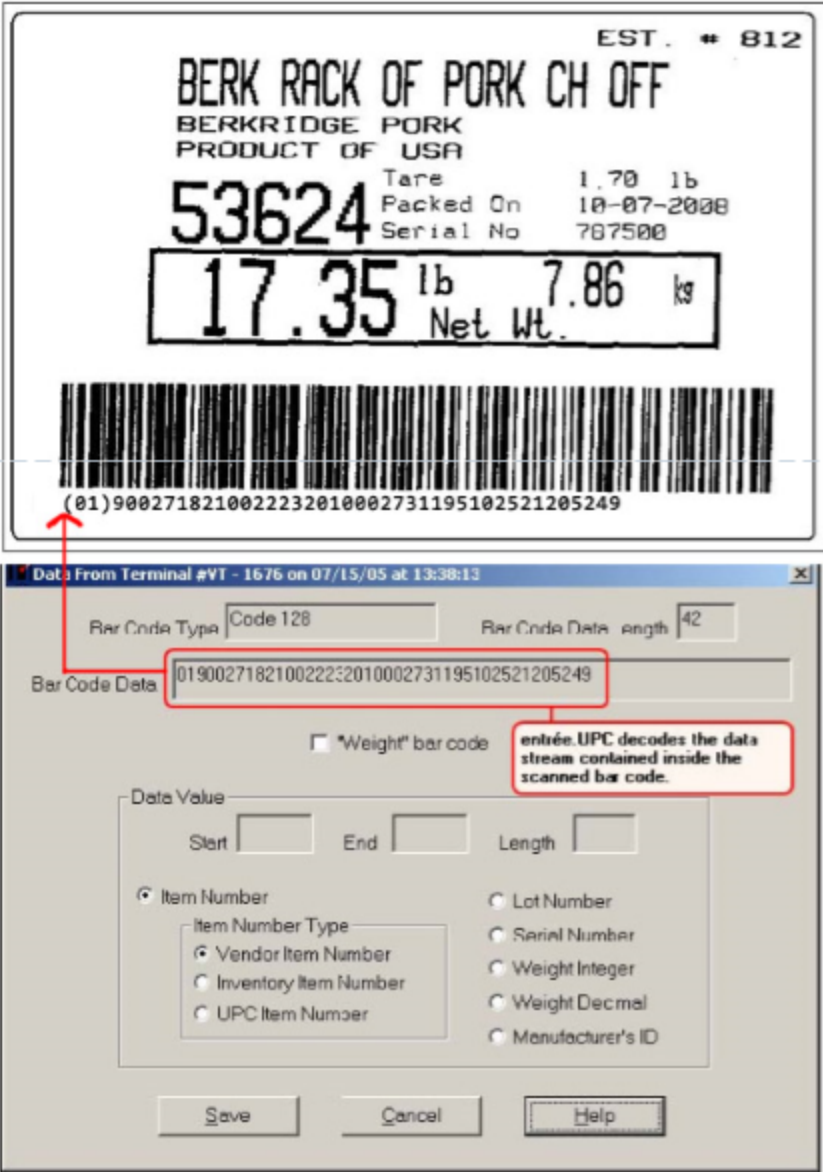 EST. # 812
BERK RACK OF PORK CH OFF
BERKRIDGE PORK
PRODUCT OF USA
53624
Tare 1.70 lb
Packed On 10-07-2008
Serial No 787500
17.35 lb 7.86 kg
Net Wt.
(01)9002718210022232010002731195102521205249
Data From Terminal #VT - 1676 on 07/15/05 at 13:38:13
Bar Code Type Code 128 Bar Code Data Length 42
Bar Code Data 019002718210022232010002731195102521205249
"Weight" bar code
entrée.UPC decodes the data
stream contained inside the
scanned bar code.
Data Value
Start End Length
Item Number
Item Number Type
Vendor Item Number
Inventory Item Number
UPC Item Number
Lot Number
Serial Number
Weight Integer
Weight Decimal
Manufacturer's ID
Save Cancel Help